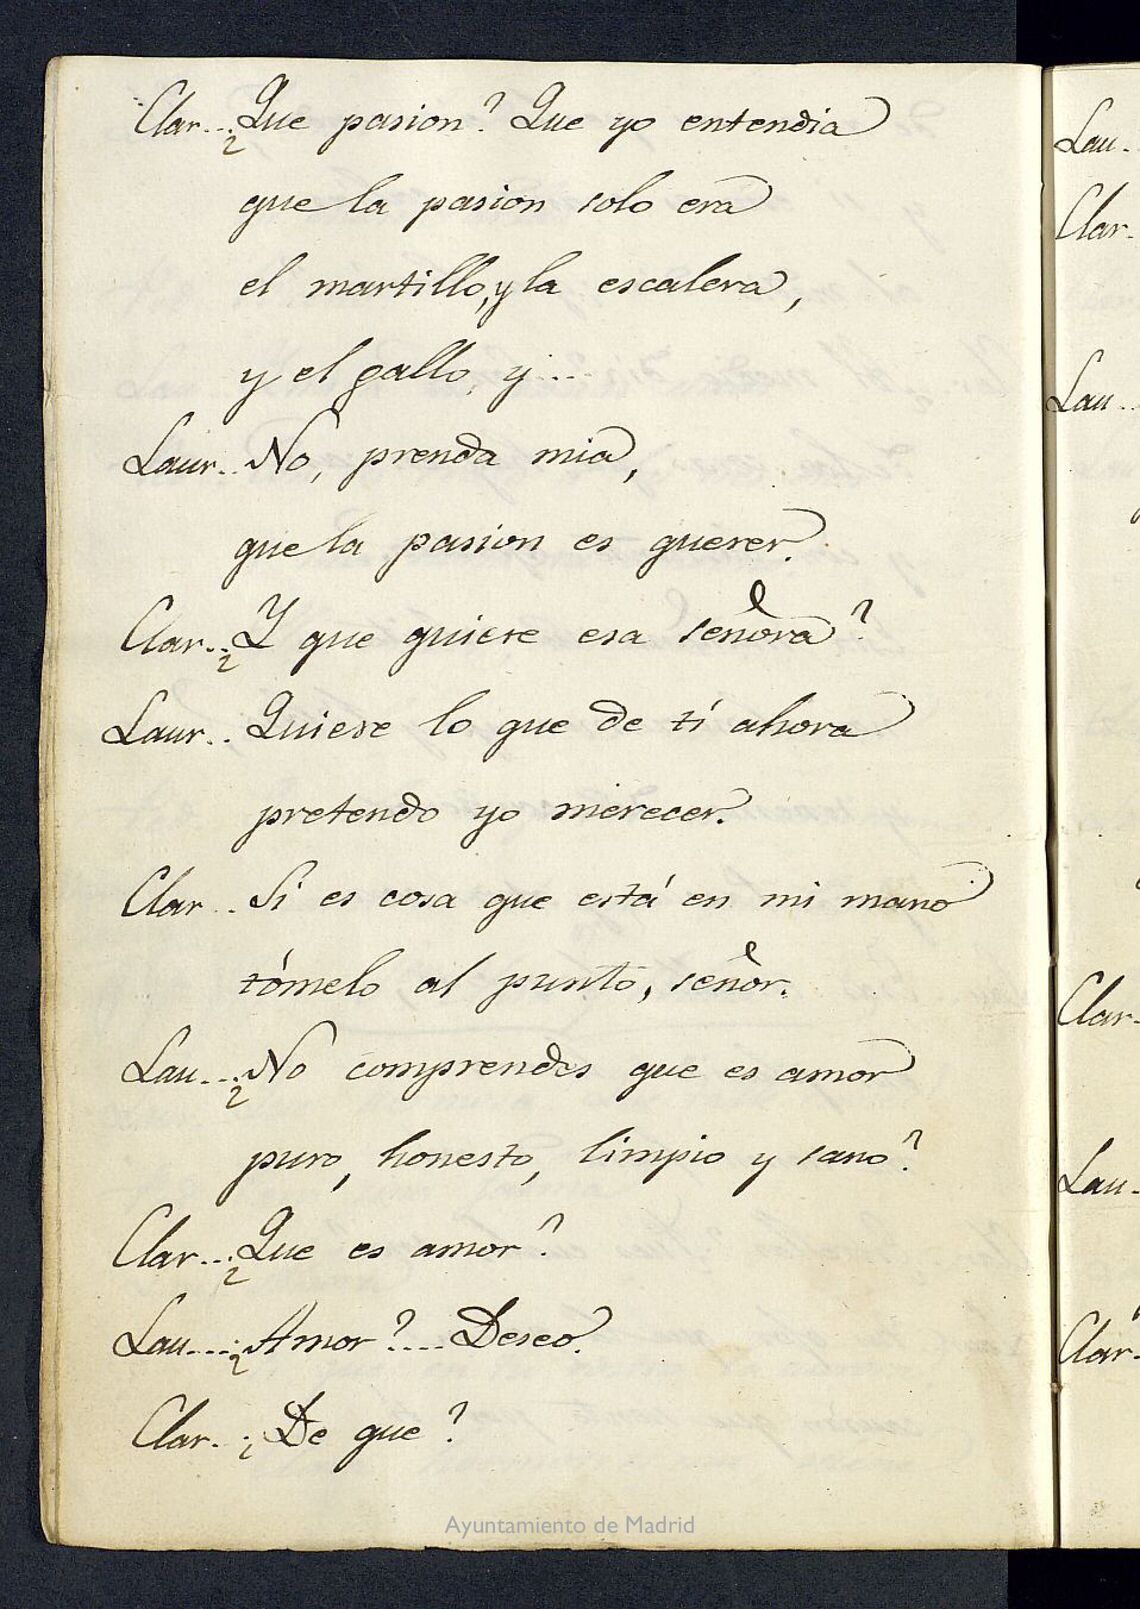 Clar... ¿Que pasion? Que yo entendia
que la pasion solo era
el martillo, y la escalera,
y el gallo, y...
Laur.. No, prenda mia,
que la pasion es querer.
Clar.. ¿Y que quiere esa señora?
Laur.. Quiere lo que de tí ahora
pretendo yo merecer.
Clar.. Si es cosa que está en mi mano
tómelo al punto, señor.
Lau... ¿No comprendes que es amor
puro, honesto, limpio y sano?
Clar... ¿Que es amor?
Lau.... ¿Amor?.... Deseo.
Clar.. ¿De que?
Ayuntamiento de Madrid
Lau.
Clar.
Lau..
Clar.
Lau.
Clar.